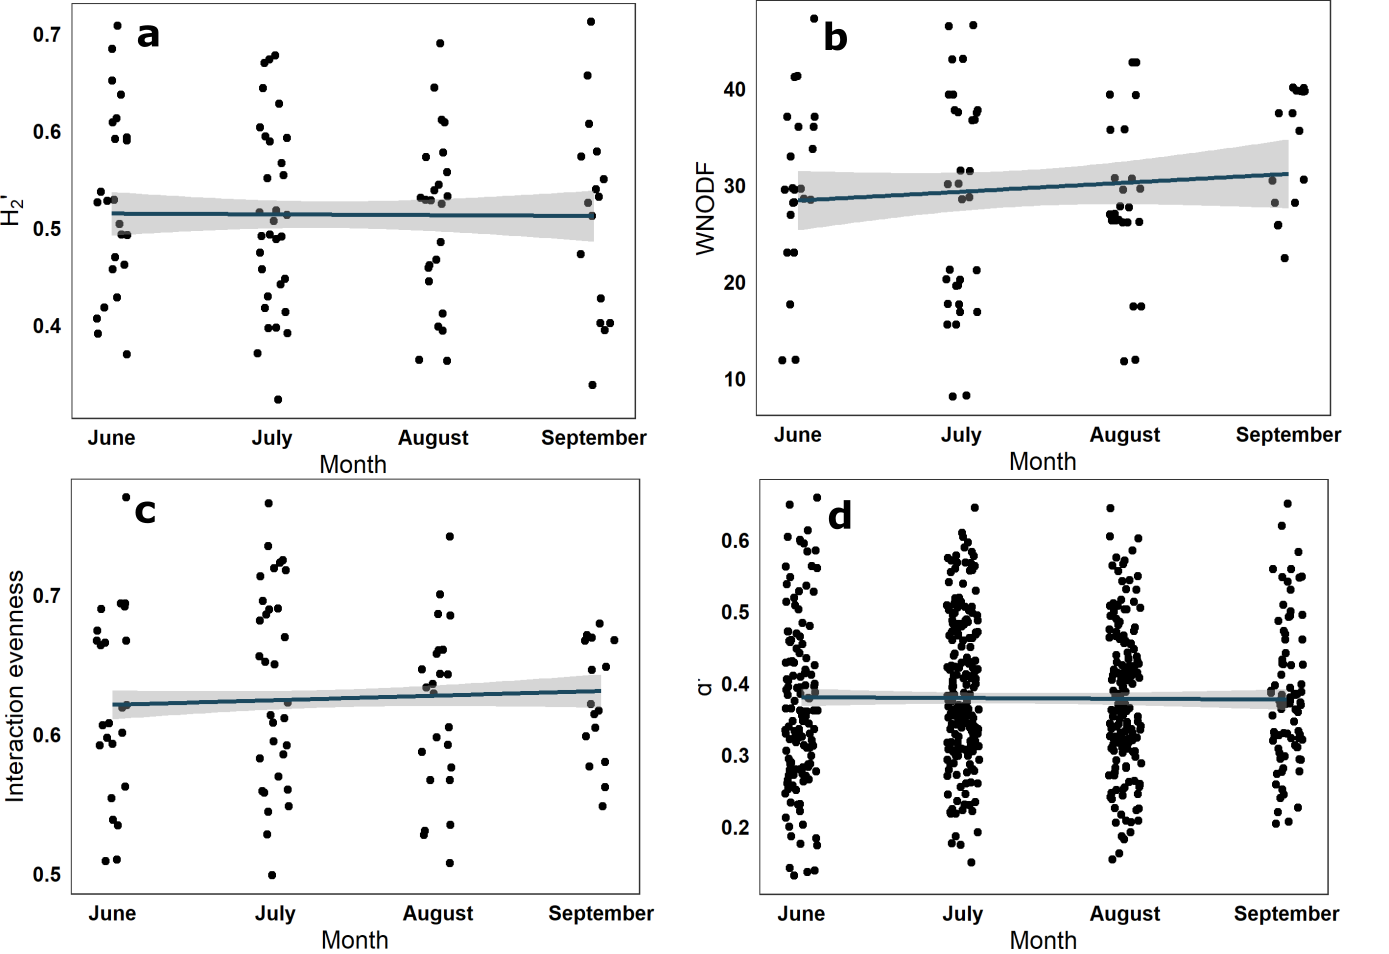 a
0.7
0.6
0.5
0.4
H2'
June July August September
Month
b
40
30
20
10
WNODF
June July August September
Month
c
0.7
0.6
0.5
Interaction evenness
June July August September
Month
d
0.6
0.5
0.4
0.3
0.2
June July August September
Month